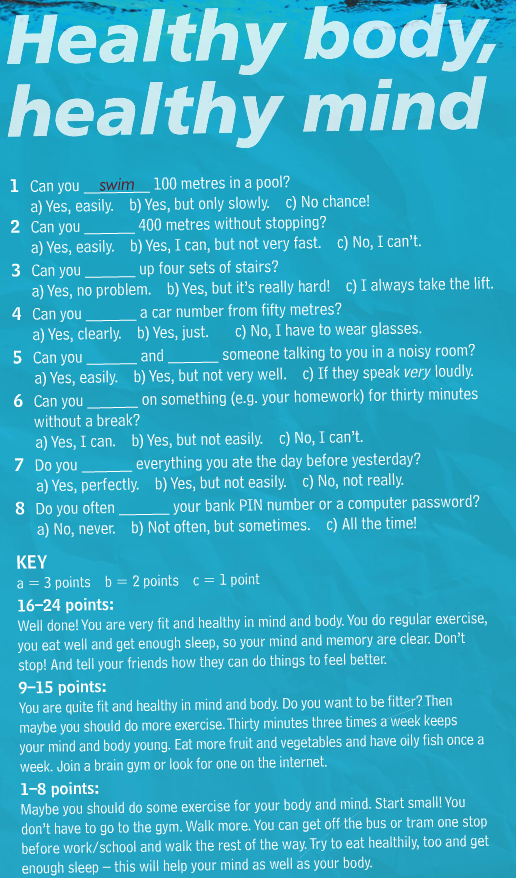 Healthy body,
healthy mind
1 Can you swim 100 metres in a pool?
a) Yes, easily. b) Yes, but only slowly. c) No chance!
2 Can you ______ 400 metres without stopping?
a) Yes, easily. b) Yes, I can, but not very fast. c) No, I can't.
3 Can you ______ up four sets of stairs?
a) Yes, no problem. b) Yes, but it's really hard! c) I always take the lift.
4 Can you ______ a car number from fifty metres?
a) Yes, clearly. b) Yes, just. c) No, I have to wear glasses.
5 Can you ______ and ______ someone talking to you in a noisy room?
a) Yes, easily. b) Yes, but not very well. c) If they speak very loudly.
6 Can you ______ on something (e.g. your homework) for thirty minutes
without a break?
a) Yes, I can. b) Yes, but not easily. c) No, I can't.
7 Do you ______ everything you ate the day before yesterday?
a) Yes, perfectly. b) Yes, but not easily. c) No, not really.
8 Do you often ______ your bank PIN number or a computer password?
a) No, never. b) Not often, but sometimes. c) All the time!
KEY
a = 3 points b = 2 points c = 1 point
16–24 points:
Well done! You are very fit and healthy in mind and body. You do regular exercise,
you eat well and get enough sleep, so your mind and memory are clear. Don't
stop! And tell your friends how they can do things to feel better.
9–15 points:
You are quite fit and healthy in mind and body. Do you want to be fitter? Then
maybe you should do more exercise. Thirty minutes three times a week keeps
your mind and body young. Eat more fruit and vegetables and have oily fish once a
week. Join a brain gym or look for one on the internet.
1–8 points:
Maybe you should do some exercise for your body and mind. Start small! You
don't have to go to the gym. Walk more. You can get off the bus or tram one stop
before work/school and walk the rest of the way. Try to eat healthily, too and get
enough sleep – this will help your mind as well as your body.